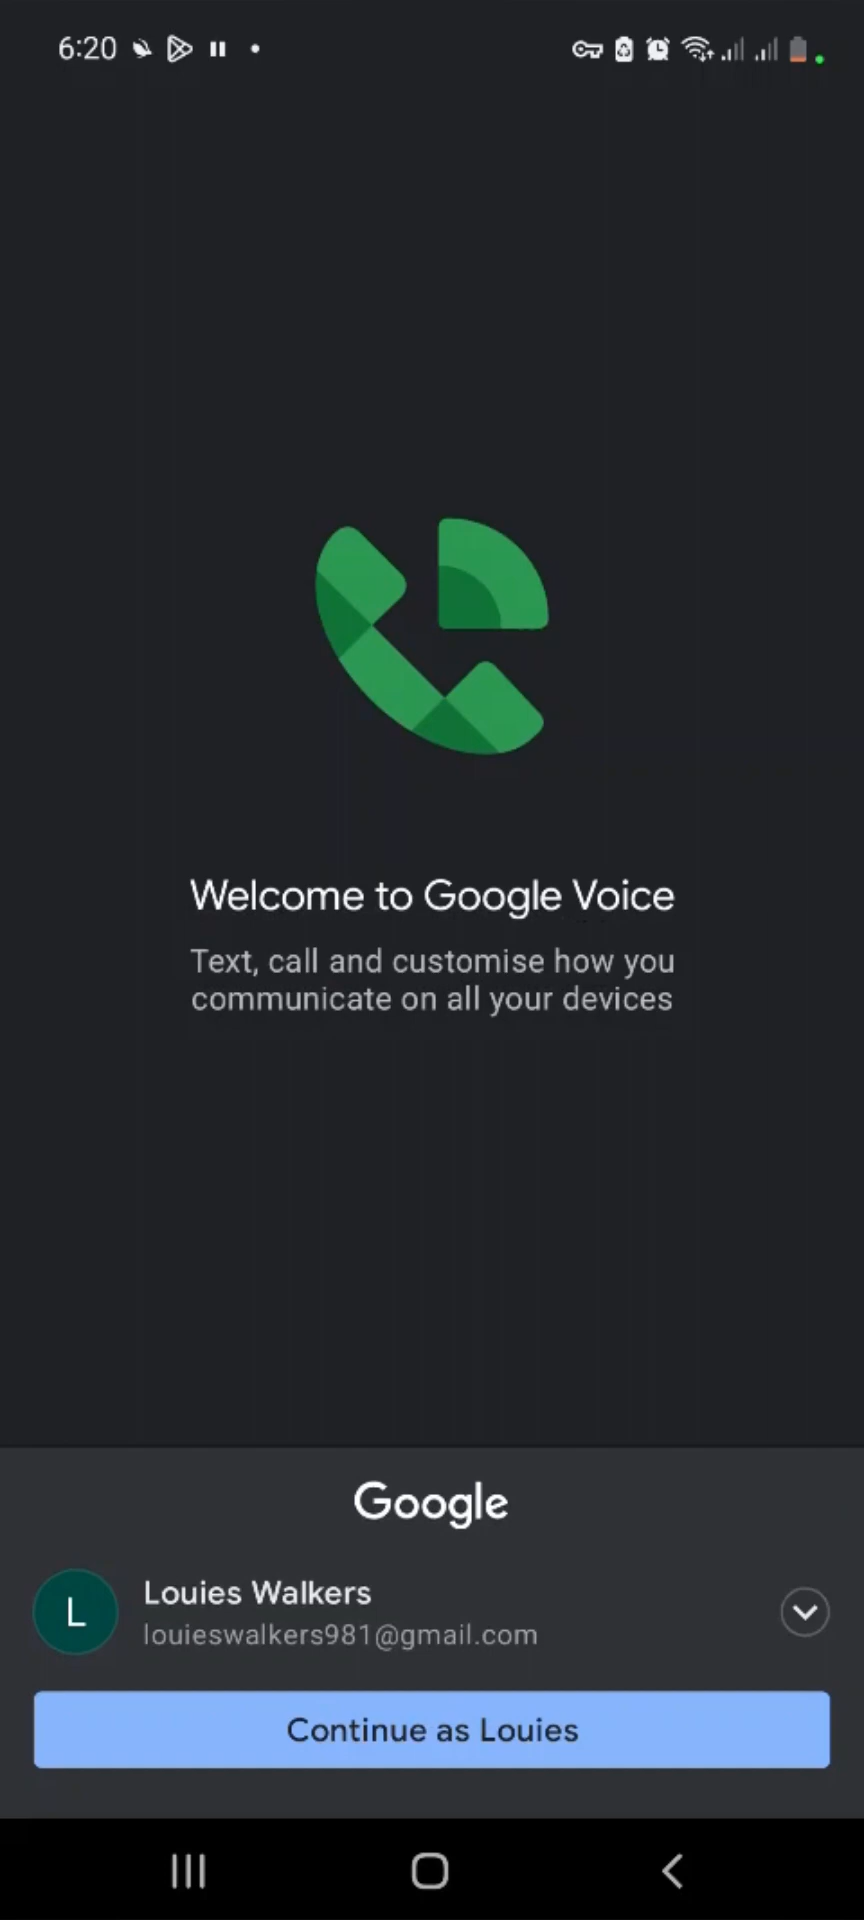 6:20
Welcome to Google Voice
Text, call and customise how you
communicate on all your devices
Google
L
Louies Walkers
louieswalkers981@gmail.com
Continue as Louies